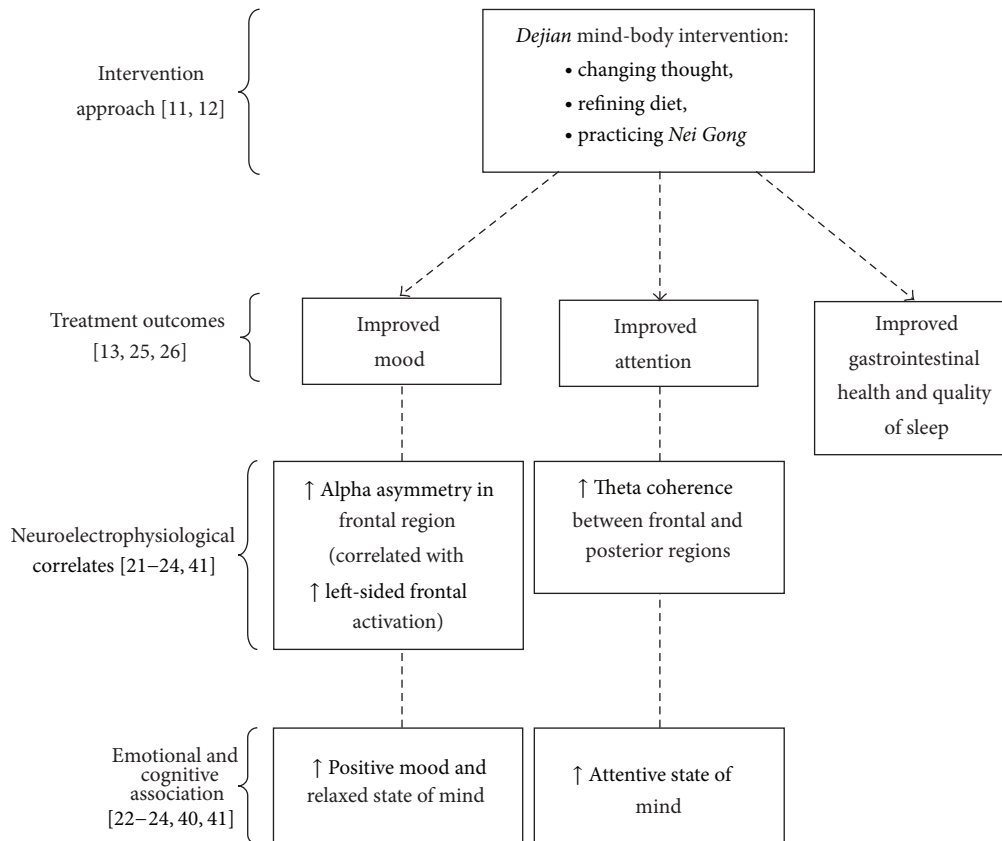 Intervention
approach [11, 12]
Dejian mind-body intervention:
• changing thought,
• refining diet,
• practicing Nei Gong
Treatment outcomes
[13, 25, 26]
Improved
mood
Improved
attention
Improved
gastrointestinal
health and quality
of sleep
Neuroelectrophysiological
correlates [21–24, 41]
↑ Alpha asymmetry in
frontal region
(correlated with
↑ left-sided frontal
activation)
↑ Theta coherence
between frontal and
posterior regions
Emotional and
cognitive
association
[22–24, 40, 41]
↑ Positive mood and
relaxed state of mind
↑ Attentive state of
mind